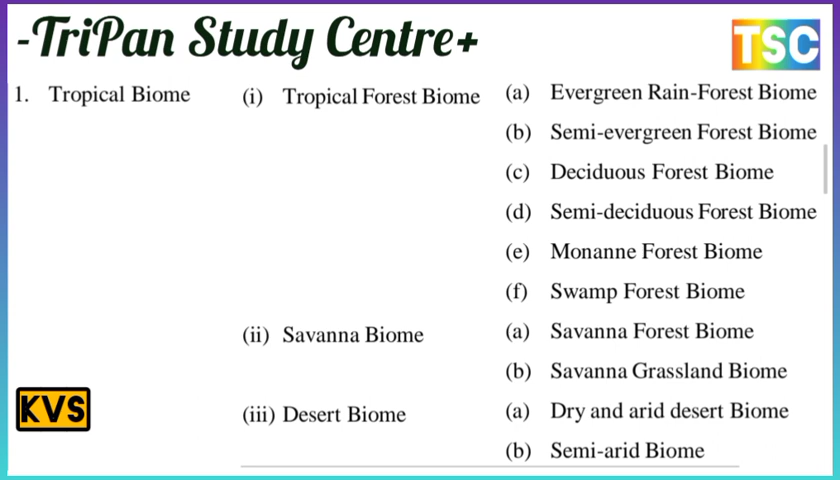 -TriPan Study Centre+
TSC
1. Tropical Biome (i) Tropical Forest Biome (a) Evergreen Rain-Forest Biome
(b) Semi-evergreen Forest Biome
(c) Deciduous Forest Biome
(d) Semi-deciduous Forest Biome
(e) Monanne Forest Biome
(f) Swamp Forest Biome
(ii) Savanna Biome (a) Savanna Forest Biome
(b) Savanna Grassland Biome
KVS
(iii) Desert Biome (a) Dry and arid desert Biome
(b) Semi-arid Biome